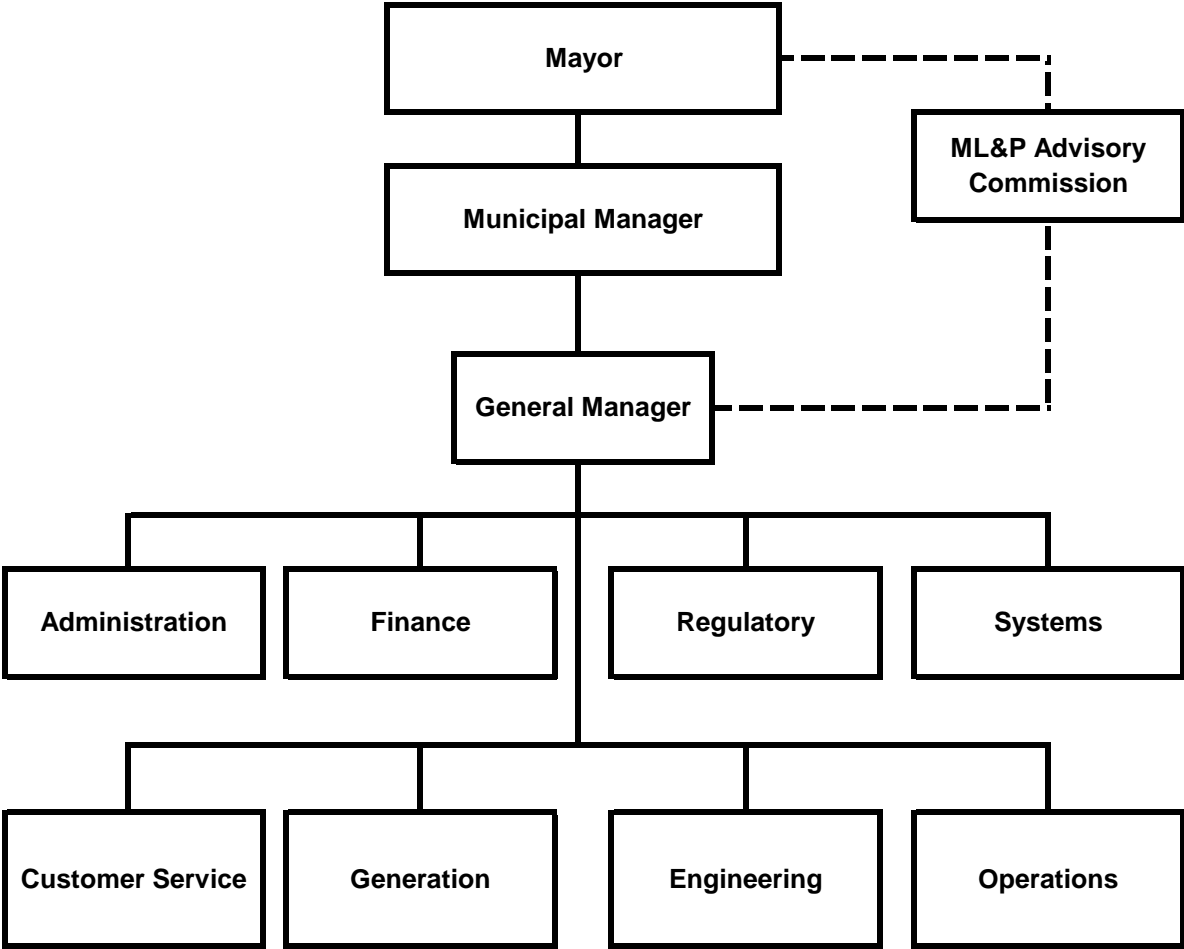 Mayor
ML&P Advisory
Commission
Municipal Manager
General Manager
Administration
Finance
Regulatory
Systems
Customer Service
Generation
Engineering
Operations